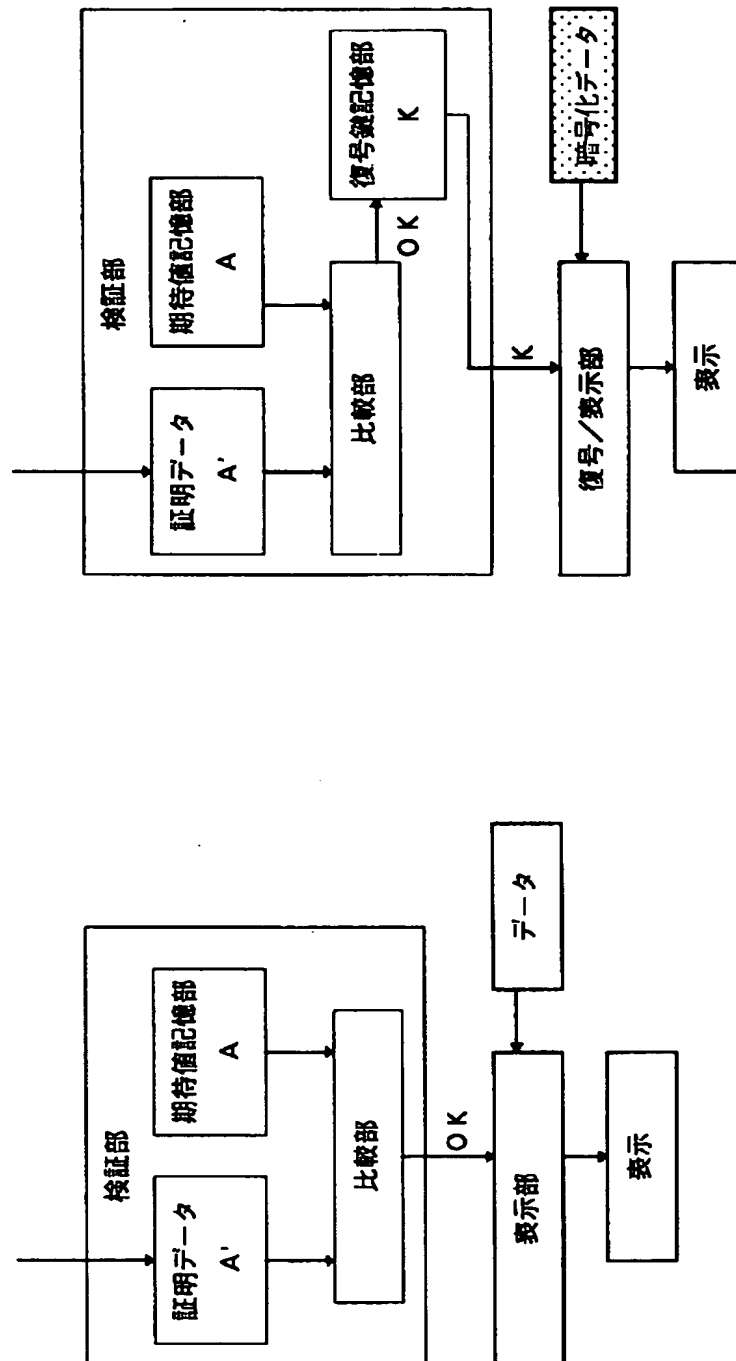 検証部
証明データ
A'
期待値記憶部
A
比較部
OK
表示部
データ
表示
検証部
証明データ
A'
期待値記憶部
A
比較部
OK
復号鍵記憶部
K
K
復号／表示部
暗号化データ
表示